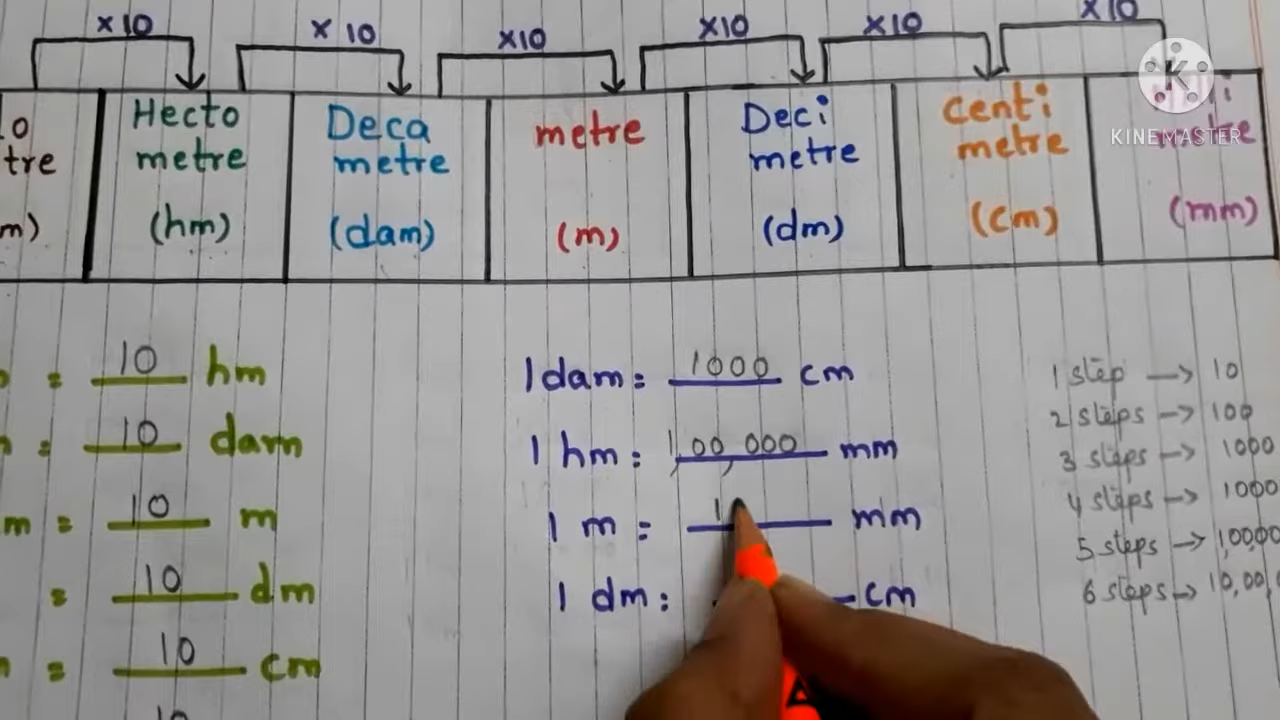 ×10 ×10 ×10 ×10 ×10 ×10
Hecto Deca metre Deci centi
metre metre metre metre
(hm) (dam) (m) (dm) (cm) (mm)
K
KINEMASTER
= 10 hm
= 10 dam
m = 10 m
= 10 dm
= 10 cm
10
1 dam = 1000 cm
1 hm = 1,00,000 mm
1 m = 1 mm
1 dm = cm
1 step → 10
2 steps → 100
3 steps → 1000
4 steps → 1000
5 steps → 1,0,000
6 steps → 10,00,